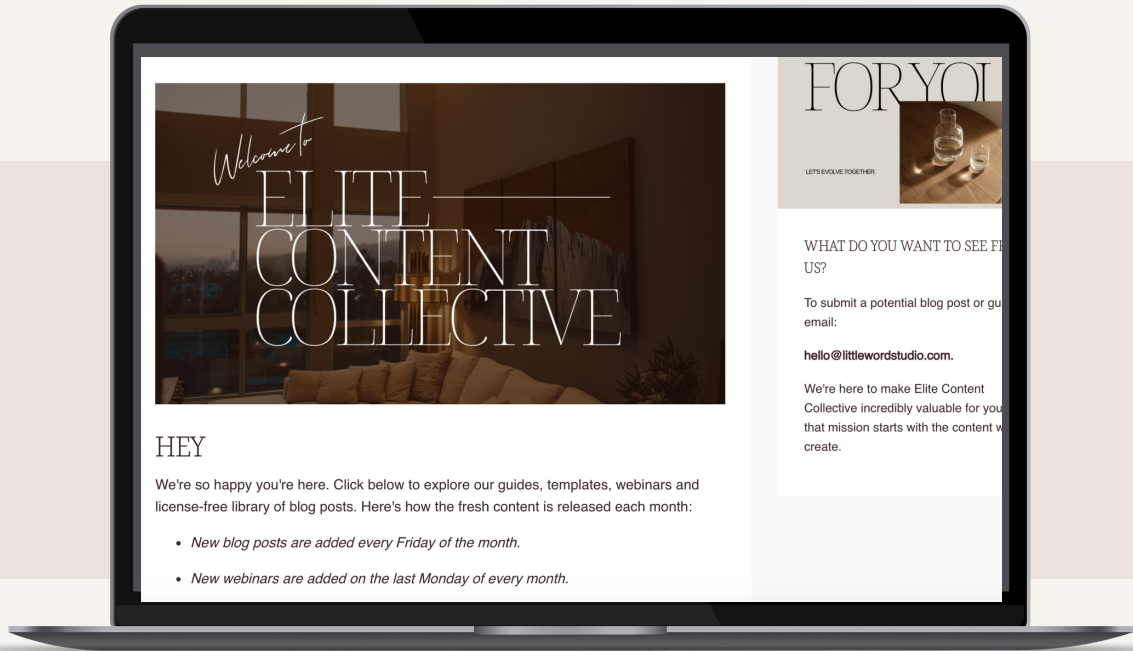 Welcome to
ELITE
CONTENT
COLLECTIVE
HEY
We're so happy you're here. Click below to explore our guides, templates, webinars and
license-free library of blog posts. Here's how the fresh content is released each month:
• New blog posts are added every Friday of the month.
• New webinars are added on the last Monday of every month.
FOR
LET'S EVOLVE TOGETHER.
WHAT DO YOU WANT TO SEE
US?
To submit a potential blog post or
email:
hello@littlewordstudio.com.
We're here to make Elite Content
Collective incredibly valuable for you
that mission starts with the content
create.